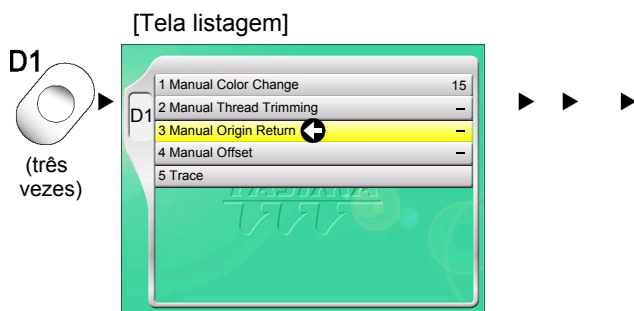 [Tela listagem]
D1
(três
vezes)
D1
1 Manual Color Change 15
2 Manual Thread Trimming –
3 Manual Origin Return –
4 Manual Offset –
5 Trace